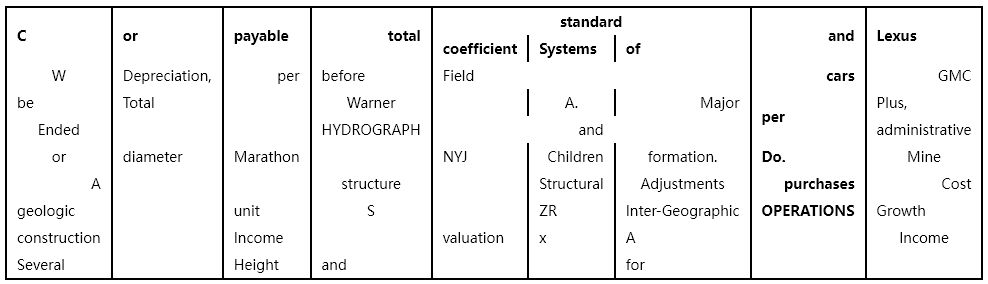 C or payable total standard and Lexus
coefficient Systems of
W Depreciation, per before Field cars GMC
be Total Warner A. Major per Plus,
Ended HYDROGRAPH and administrative
or diameter Marathon NYJ Children formation. Do. Mine
A structure Structural Adjustments purchases Cost
geologic unit S ZR Inter-Geographic OPERATIONS Growth
construction Income valuation x A Income
Several Height and for